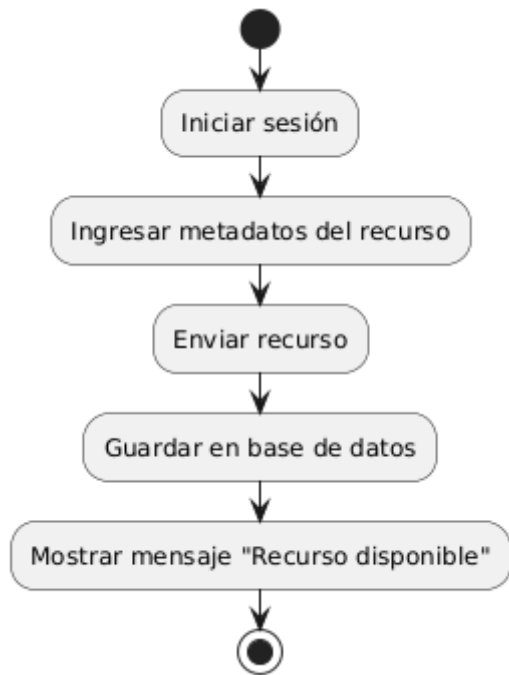 Iniciar sesión
Ingresar metadatos del recurso
Enviar recurso
Guardar en base de datos
Mostrar mensaje "Recurso disponible"